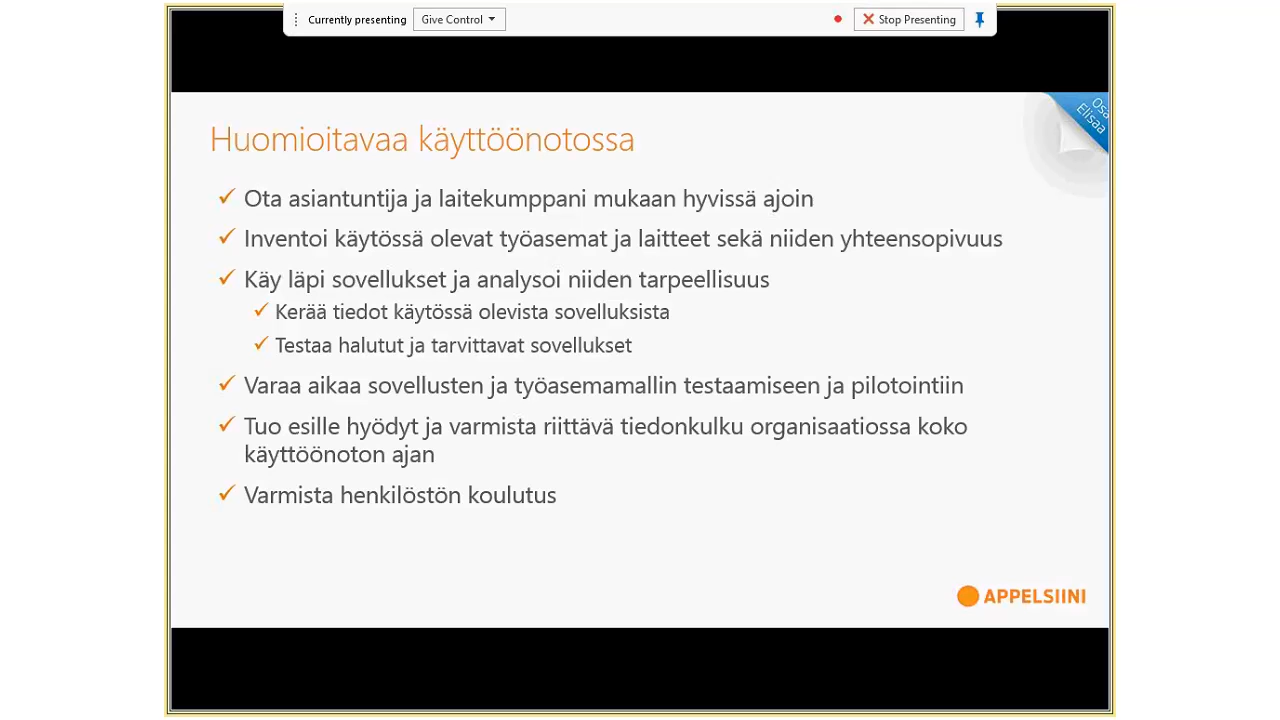 Currently presenting
Give Control
Stop Presenting
Osa
Elisaa
Huomioitavaa käyttöönotossa
Ota asiantuntija ja laitekumppani mukaan hyvissä ajoin
Inventoi käytössä olevat työasemat ja laitteet sekä niiden yhteensopivuus
Käy läpi sovellukset ja analysoi niiden tarpeellisuus
Kerää tiedot käytössä olevista sovelluksista
Testaa halutut ja tarvittavat sovellukset
Varaa aikaa sovellusten ja työasemamallin testaamiseen ja pilotointiin
Tuo esille hyödyt ja varmista riittävä tiedonkulku organisaatiossa koko
käyttöönoton ajan
Varmista henkilöstön koulutus
APPELSIINI